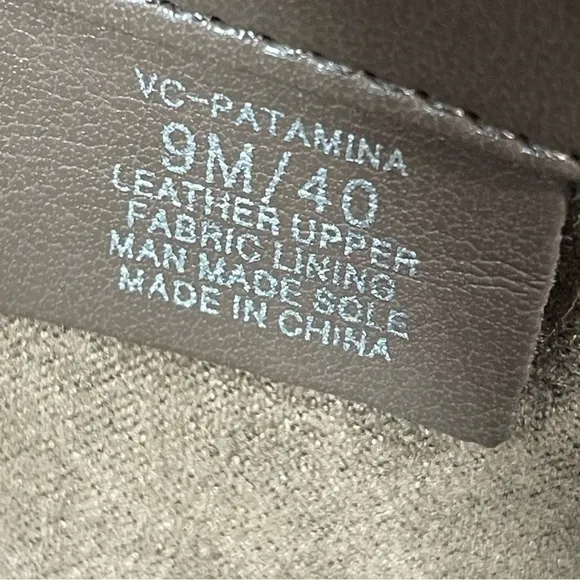 VC-PATAMINA
9M/40
LEATHER UPPER
FABRIC LINING
MAN MADE SOLE
MADE IN CHINA